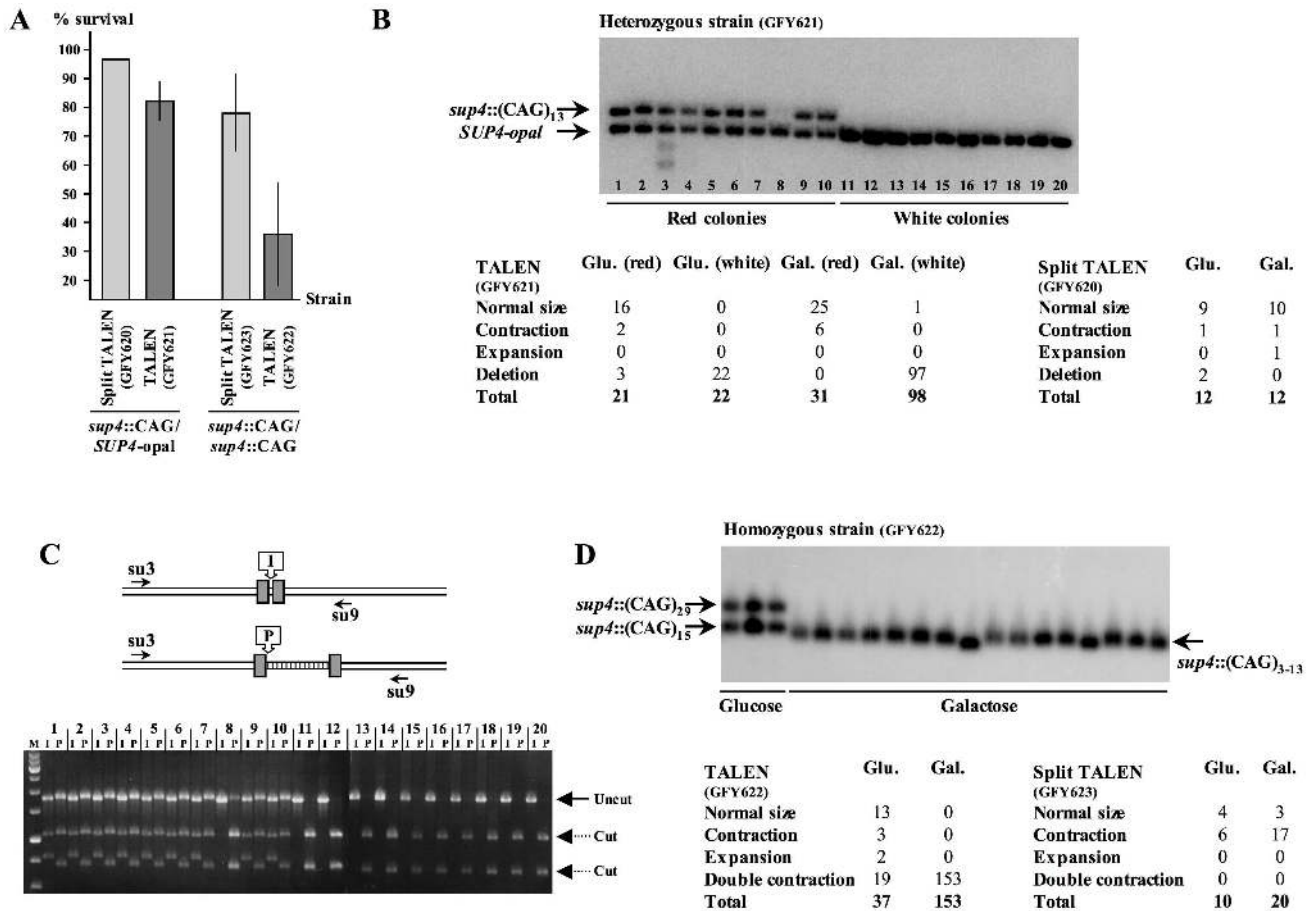 A
% survival
100
90
80
70
60
50
40
30
20
Strain
Split TALEN (GFY620)
TALEN (GFY621)
Split TALEN (GFY623)
TALEN (GFY622)
sup4::CAG/ SUP4-opal
sup4::CAG/ sup4::CAG
B
Heterozygous strain (GFY621)
sup4::(CAG)13
SUP4-opal
1 2 3 4 5 6 7 8 9 10 11 12 13 14 15 16 17 18 19 20
Red colonies White colonies
TALEN Glu. (red) Glu. (white) Gal. (red) Gal. (white)
(GFY621)
Normal size 16 0 25 1
Contraction 2 0 6 0
Expansion 0 0 0 0
Deletion 3 22 0 97
Total 21 22 31 98
Split TALEN Glu. Gal.
(GFY620)
Normal size 9 10
Contraction 1 1
Expansion 0 1
Deletion 2 0
Total 12 12
C
su3
I
su9
su3
P
su9
1 2 3 4 5 6 7 8 9 10 11 12 13 14 15 16 17 18 19 20
M I P I P I P I P I P I P I P I P I P I P I P I P I P I P I P I P I P I P I P I P
Uncut
Cut
Cut
D
Homozygous strain (GFY622)
sup4::(CAG)29
sup4::(CAG)15
sup4::(CAG)3-13
Glucose Galactose
TALEN Glu. Gal.
(GFY622)
Normal size 13 0
Contraction 3 0
Expansion 2 0
Double contraction 19 153
Total 37 153
Split TALEN Glu. Gal.
(GFY623)
Normal size 4 3
Contraction 6 17
Expansion 0 0
Double contraction 0 0
Total 10 20